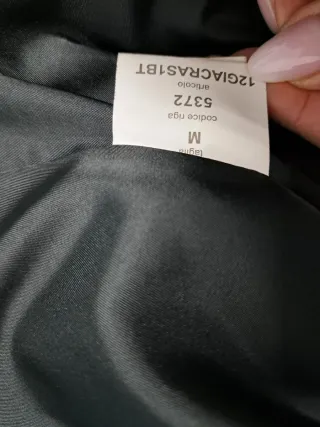 taglia
M
codice riga
5372
articolo
12GIACRAS1BT